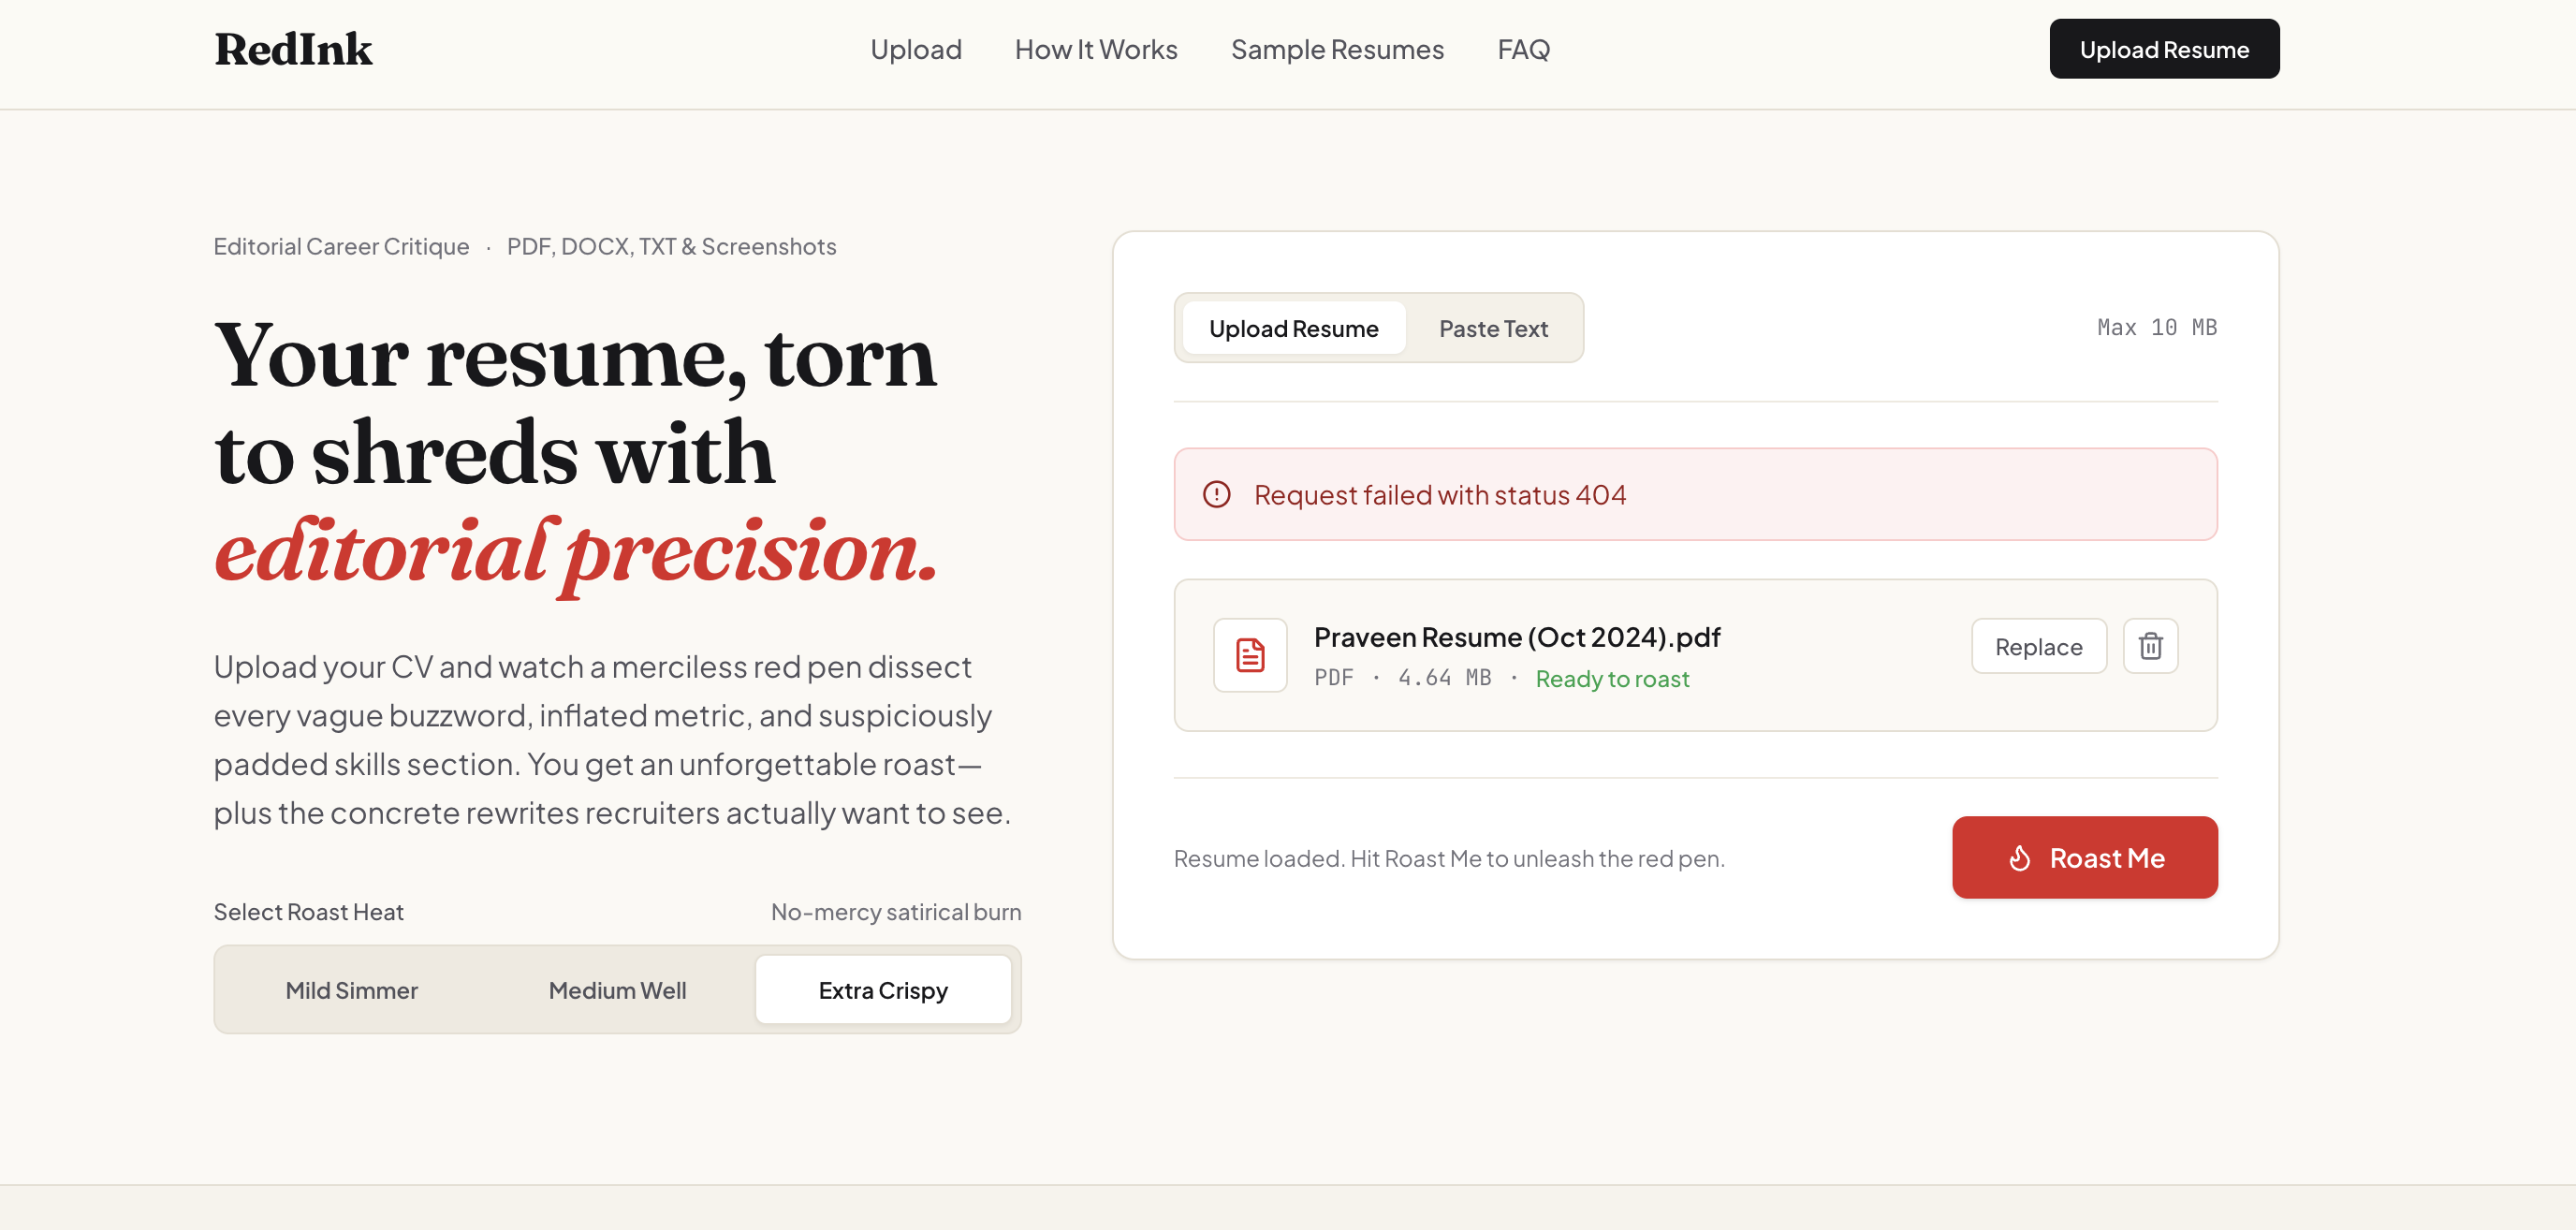 RedInk
Upload
How It Works
Sample Resumes
FAQ
Upload Resume
Editorial Career Critique · PDF, DOCX, TXT & Screenshots
Your resume, torn
to shreds with
editorial precision.
Upload your CV and watch a merciless red pen dissect
every vague buzzword, inflated metric, and suspiciously
padded skills section. You get an unforgettable roast—
plus the concrete rewrites recruiters actually want to see.
Select Roast Heat
No-mercy satirical burn
Mild Simmer
Medium Well
Extra Crispy
Upload Resume
Paste Text
Max 10 MB
Request failed with status 404
Praveen Resume (Oct 2024).pdf
PDF · 4.64 MB · Ready to roast
Replace
Resume loaded. Hit Roast Me to unleash the red pen.
Roast Me